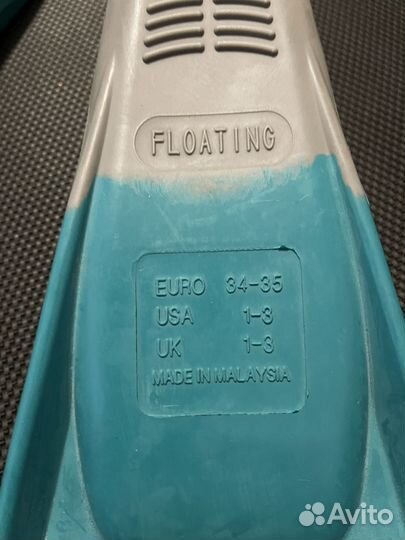 FLOATING
EURO 34-35
USA 1-3
UK 1-3
MADE IN MALAYSIA
Avito